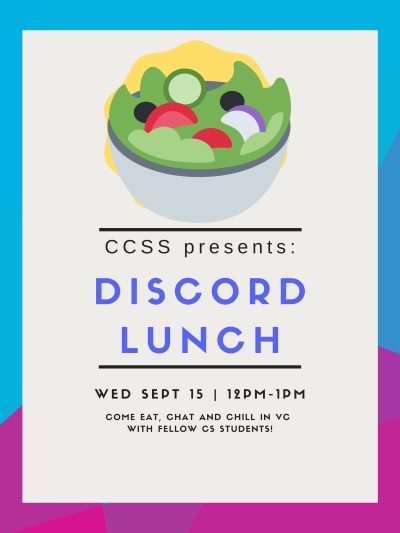 CCSS presents:
DISCORD
LUNCH
WED SEPT 15 | 12PM-1PM
COME EAT, CHAT AND CHILL IN VC
WITH FELLOW CS STUDENTS!